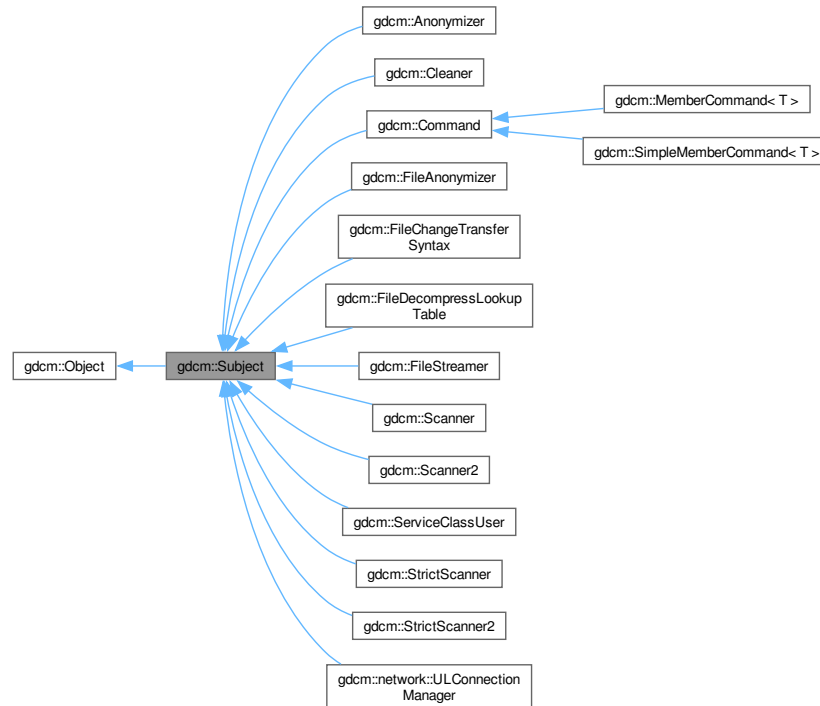 gdcm::Anonymizer
gdcm::Cleaner
gdcm::MemberCommand< T >
gdcm::Command
gdcm::SimpleMemberCommand< T >
gdcm::FileAnonymizer
gdcm::FileChangeTransfer
Syntax
gdcm::FileDecompressLookup
Table
gdcm::Object
gdcm::Subject
gdcm::FileStreamer
gdcm::Scanner
gdcm::Scanner2
gdcm::ServiceClassUser
gdcm::StrictScanner
gdcm::StrictScanner2
gdcm::network::ULConnection
Manager